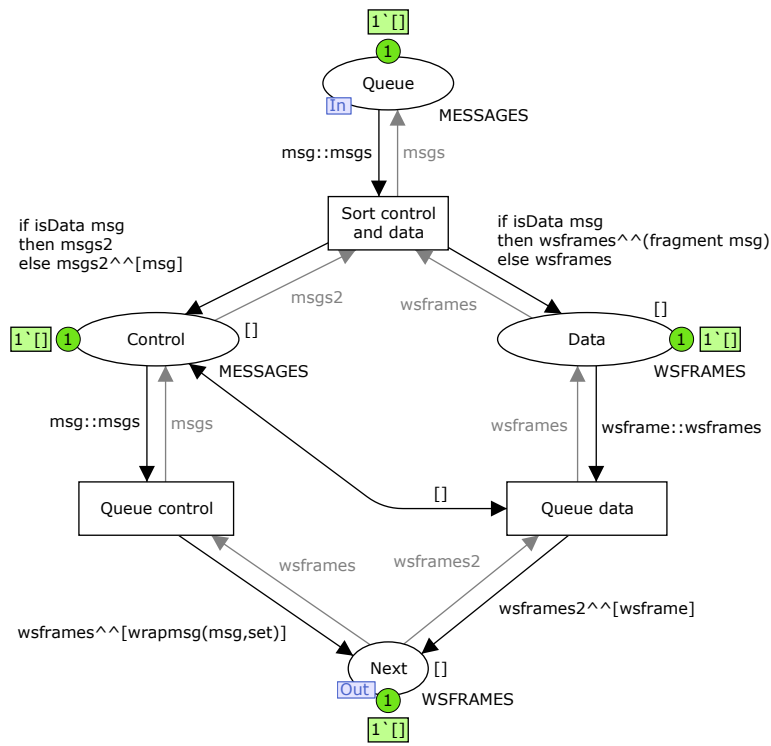 1`[]
1
Queue
In
MESSAGES
msg::msgs
msgs
Sort control
and data
if isData msg
then msgs2
else msgs2^^[msg]
if isData msg
then wsframes^^(fragment msg)
else wsframes
msgs2
wsframes
1`[]
1
Control
[]
MESSAGES
Data
[]
1
1`[]
WSFRAMES
msg::msgs
msgs
wsframes
wsframe::wsframes
Queue control
[]
Queue data
wsframes
wsframes2
wsframes^^[wrapmsg(msg,set)]
wsframes2^^[wsframe]
Next
[]
Out
WSFRAMES
1
1`[]